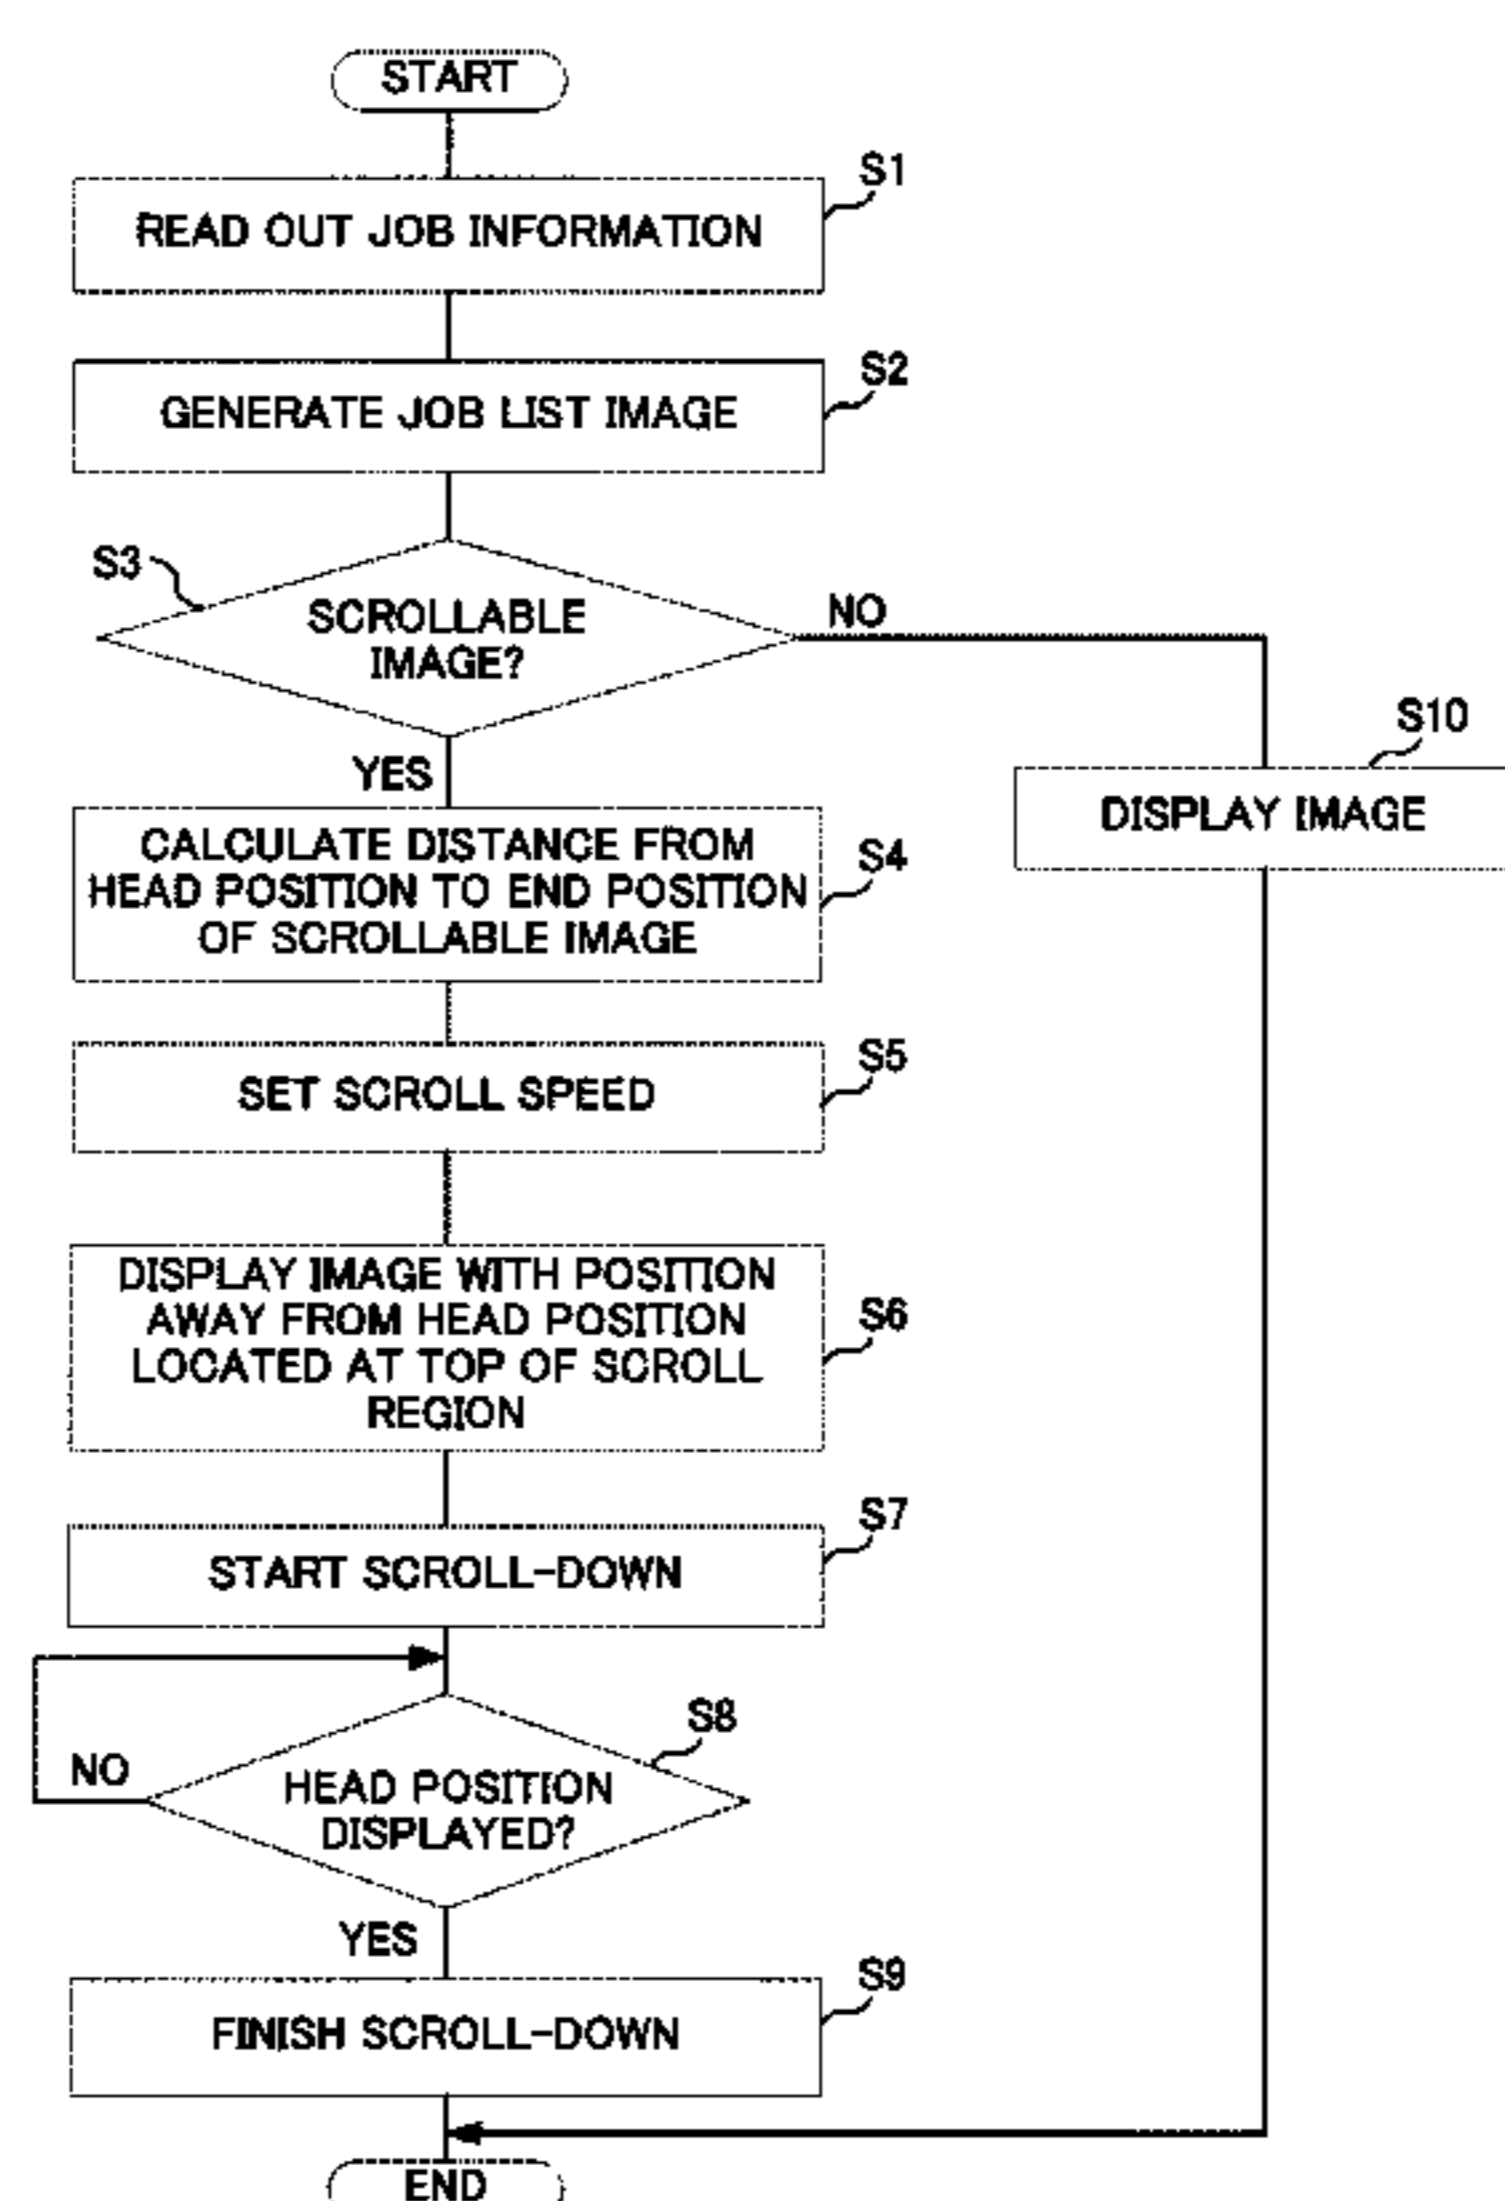 START
S1
READ OUT JOB INFORMATION
S2
GENERATE JOB LIST IMAGE
S3
SCROLLABLE
IMAGE?
NO
YES
S10
DISPLAY IMAGE
CALCULATE DISTANCE FROM
HEAD POSITION TO END POSITION
OF SCROLLABLE IMAGE
S4
S5
SET SCROLL SPEED
DISPLAY IMAGE WITH POSITION
AWAY FROM HEAD POSITION
LOCATED AT TOP OF SCROLL
REGION
S6
S7
START SCROLL-DOWN
S8
NO
HEAD POSITION
DISPLAYED?
YES
S9
FINISH SCROLL-DOWN
END